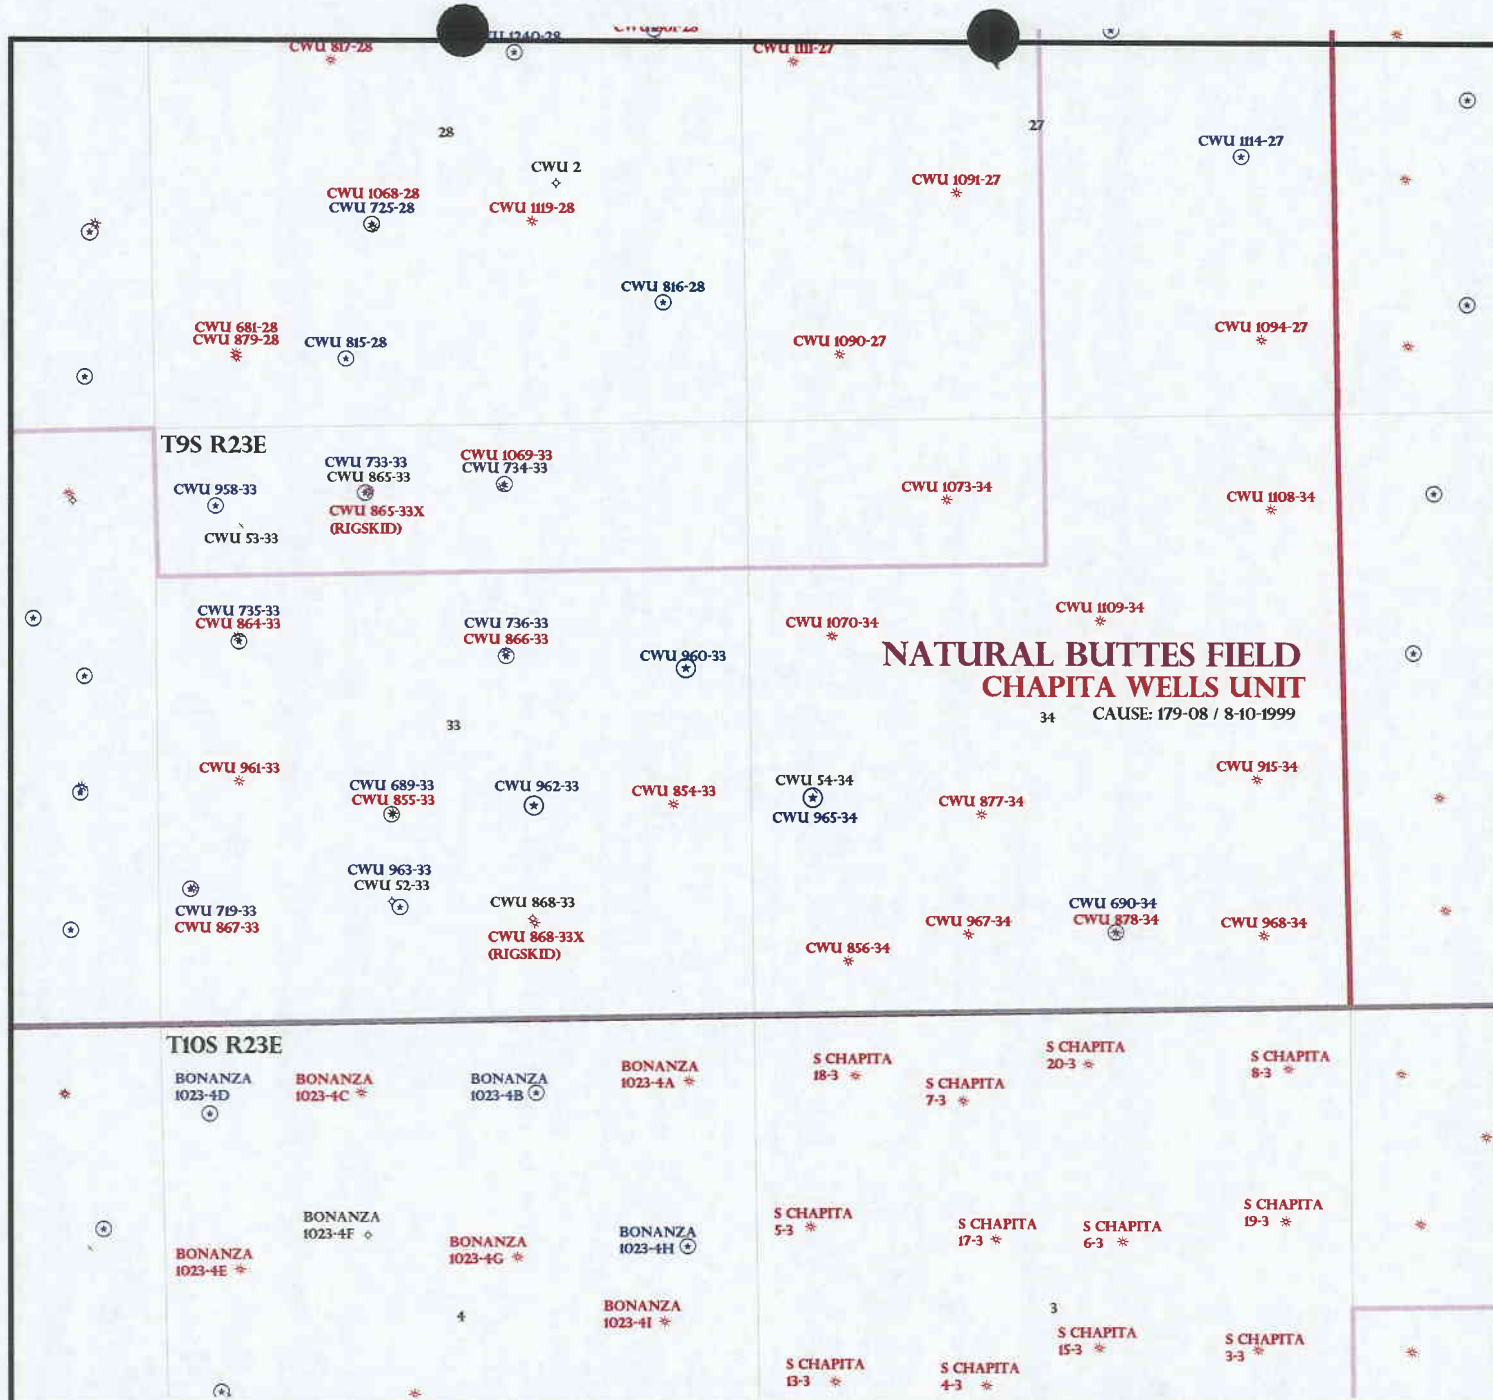 CWU 817-28
1240-28
CWU 1111-27
28
27
CWU 1114-27
CWU 2
CWU 1068-28
CWU 725-28
CWU 1119-28
CWU 1091-27
CWU 816-28
CWU 681-28
CWU 879-28
CWU 815-28
CWU 1090-27
CWU 1094-27
T9S R23E
CWU 733-33
CWU 865-33
CWU 1069-33
CWU 734-33
CWU 958-33
CWU 865-33X
(RIGSKID)
CWU 1073-34
CWU 1108-34
CWU 53-33
CWU 735-33
CWU 864-33
CWU 736-33
CWU 866-33
CWU 960-33
CWU 1070-34
CWU 1109-34
NATURAL BUTTES FIELD
CHAPITA WELLS UNIT
CAUSE: 179-08 / 8-10-1999
34
33
CWU 961-33
CWU 689-33
CWU 855-33
CWU 962-33
CWU 854-33
CWU 54-34
CWU 965-34
CWU 877-34
CWU 915-34
CWU 963-33
CWU 52-33
CWU 719-33
CWU 867-33
CWU 868-33
CWU 868-33X
(RIGSKID)
CWU 856-34
CWU 967-34
CWU 690-34
CWU 878-34
CWU 968-34
T10S R23E
BONANZA
1023-4D
BONANZA
1023-4C
BONANZA
1023-4B
BONANZA
1023-4A
S CHAPITA
18-3
S CHAPITA
7-3
S CHAPITA
20-3
S CHAPITA
8-3
BONANZA
1023-4E
BONANZA
1023-4F
BONANZA
1023-4G
BONANZA
1023-4H
S CHAPITA
5-3
S CHAPITA
17-3
S CHAPITA
6-3
S CHAPITA
19-3
BONANZA
1023-4I
4
3
S CHAPITA
13-3
S CHAPITA
4-3
S CHAPITA
15-3
S CHAPITA
3-3